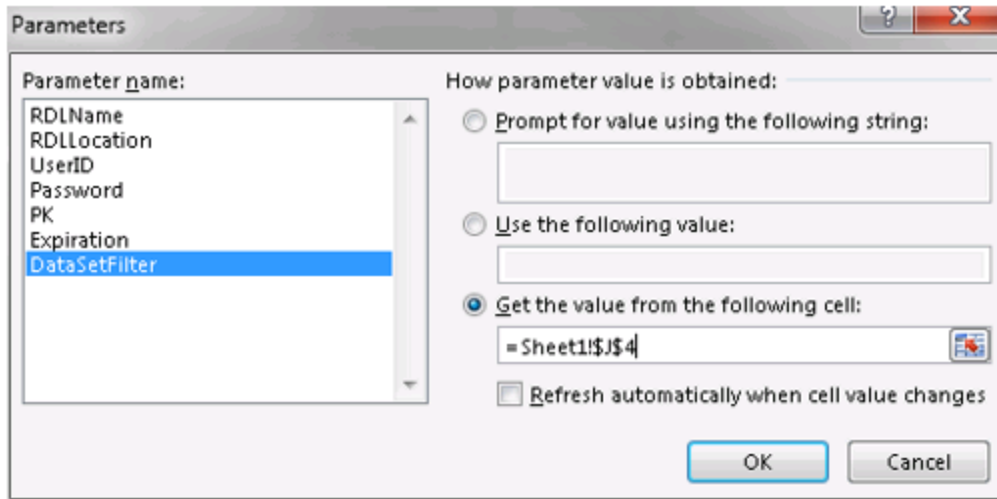 Parameters
?
X
Parameter name:
RDLName
RDLLocation
UserID
Password
PK
Expiration
DataSetFilter
How parameter value is obtained:
Prompt for value using the following string:
Use the following value:
Get the value from the following cell:
=Sheet1!$J$4
Refresh automatically when cell value changes
OK
Cancel